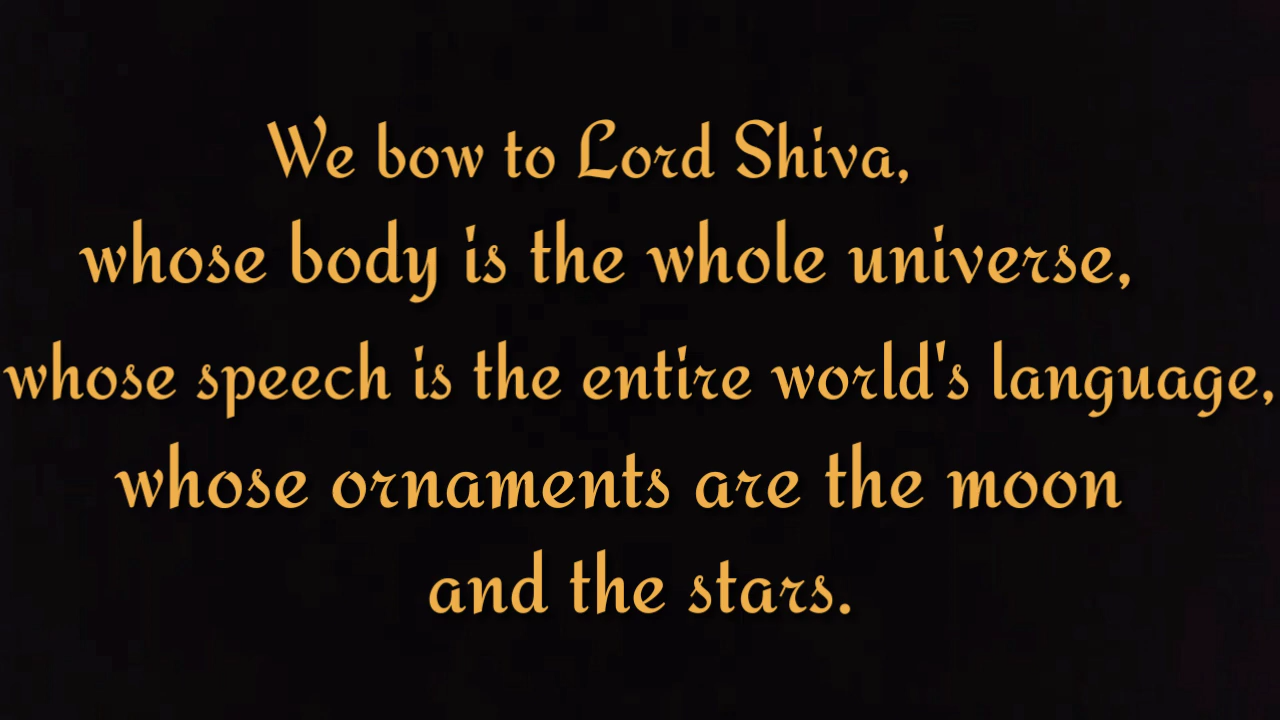 We bow to Lord Shiva,
whose body is the whole universe,
whose speech is the entire world's language,
whose ornaments are the moon
and the stars.